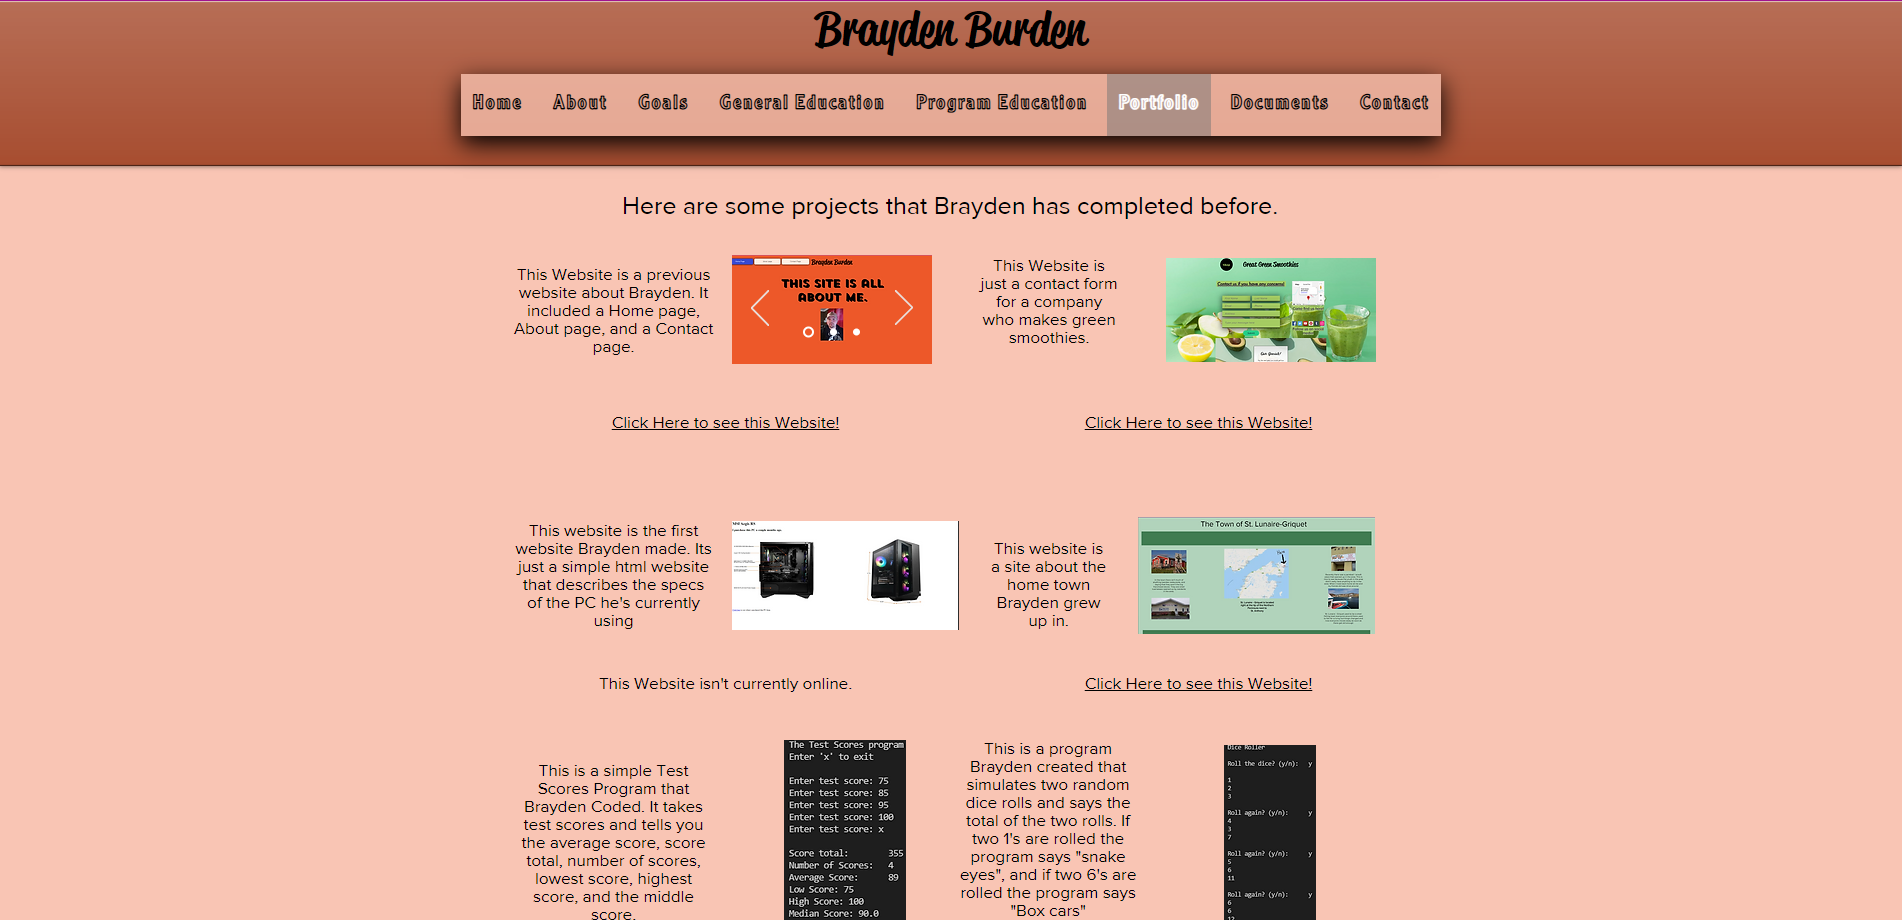 Brayden Burden
Home About Goals General Education Program Education Portfolio Documents Contact
Here are some projects that Brayden has completed before.
This Website is a previous
website about Brayden. It
included a Home page,
About page, and a Contact
page.
Brayden Burden
THIS SITE IS ALL
ABOUT ME.
This Website is
just a contact form
for a company
who makes green
smoothies.
Great Green Smoothies
Contact us if you have any concerns!
Click Here to see this Website!
Click Here to see this Website!
This website is the first
website Brayden made. Its
just a simple html website
that describes the specs
of the PC he's currently
using
This website is
a site about the
home town
Brayden grew
up in.
The Town of St. Lunaire-Griquet
This Website isn't currently online.
Click Here to see this Website!
This is a simple Test
Scores Program that
Brayden Coded. It takes
test scores and tells you
the average score, score
total, number of scores,
lowest score, highest
score, and the middle
score.
The Test Scores program
Enter 'x' to exit
Enter test score: 75
Enter test score: 85
Enter test score: 95
Enter test score: 100
Enter test score: x
Score total: 355
Number of Scores: 4
Average Score: 89
Low Score: 75
High Score: 100
Median Score: 90.0
This is a program
Brayden created that
simulates two random
dice rolls and says the
total of the two rolls. If
two 1's are rolled the
program says "snake
eyes", and if two 6's are
rolled the program says
"Box cars"
Dice Roller
Roll the dice? (y/n): y
1
2
3
Roll again? (y/n): y
4
3
7
Roll again? (y/n): y
5
6
11
Roll again? (y/n): y
6
6
12